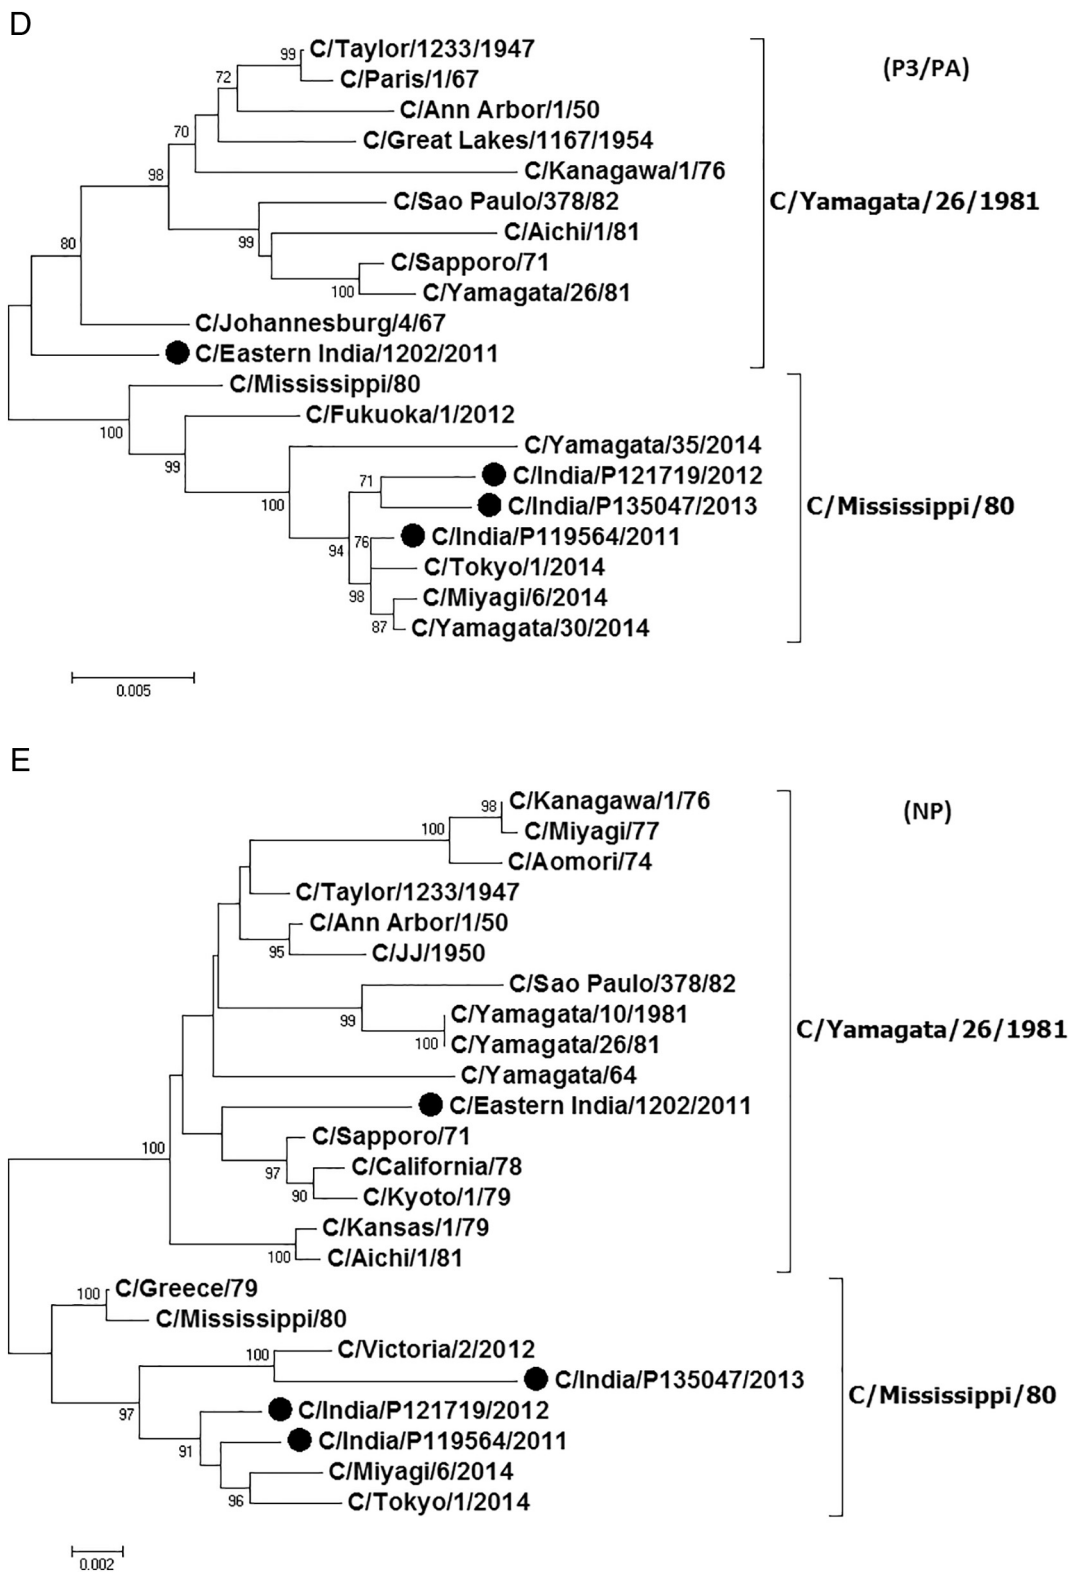 D
C/Taylor/1233/1947
99
(P3/PA)
C/Paris/1/67
72
C/Ann Arbor/1/50
70
C/Great Lakes/1167/1954
C/Kanagawa/1/76
98
C/Sao Paulo/378/82
C/Yamagata/26/1981
C/Aichi/1/81
80
99
C/Sapporo/71
C/Yamagata/26/81
100
C/Johannesburg/4/67
C/Eastern India/1202/2011
C/Mississippi/80
C/Fukuoka/1/2012
100
C/Yamagata/35/2014
99
C/India/P121719/2012
71
C/India/P135047/2013
100
C/Mississippi/80
C/India/P119564/2011
76
94
C/Tokyo/1/2014
C/Miyagi/6/2014
98
C/Yamagata/30/2014
87
0.005
E
C/Kanagawa/1/76
98
(NP)
C/Miyagi/77
100
C/Aomori/74
C/Taylor/1233/1947
C/Ann Arbor/1/50
C/JJ/1950
95
C/Sao Paulo/378/82
C/Yamagata/10/1981
99
C/Yamagata/26/1981
C/Yamagata/26/81
100
C/Yamagata/64
C/Eastern India/1202/2011
C/Sapporo/71
100
C/California/78
97
C/Kyoto/1/79
90
C/Kansas/1/79
C/Aichi/1/81
100
C/Greece/79
100
C/Mississippi/80
C/Victoria/2/2012
100
C/India/P135047/2013
C/Mississippi/80
C/India/P121719/2012
97
C/India/P119564/2011
91
C/Miyagi/6/2014
C/Tokyo/1/2014
96
0.002